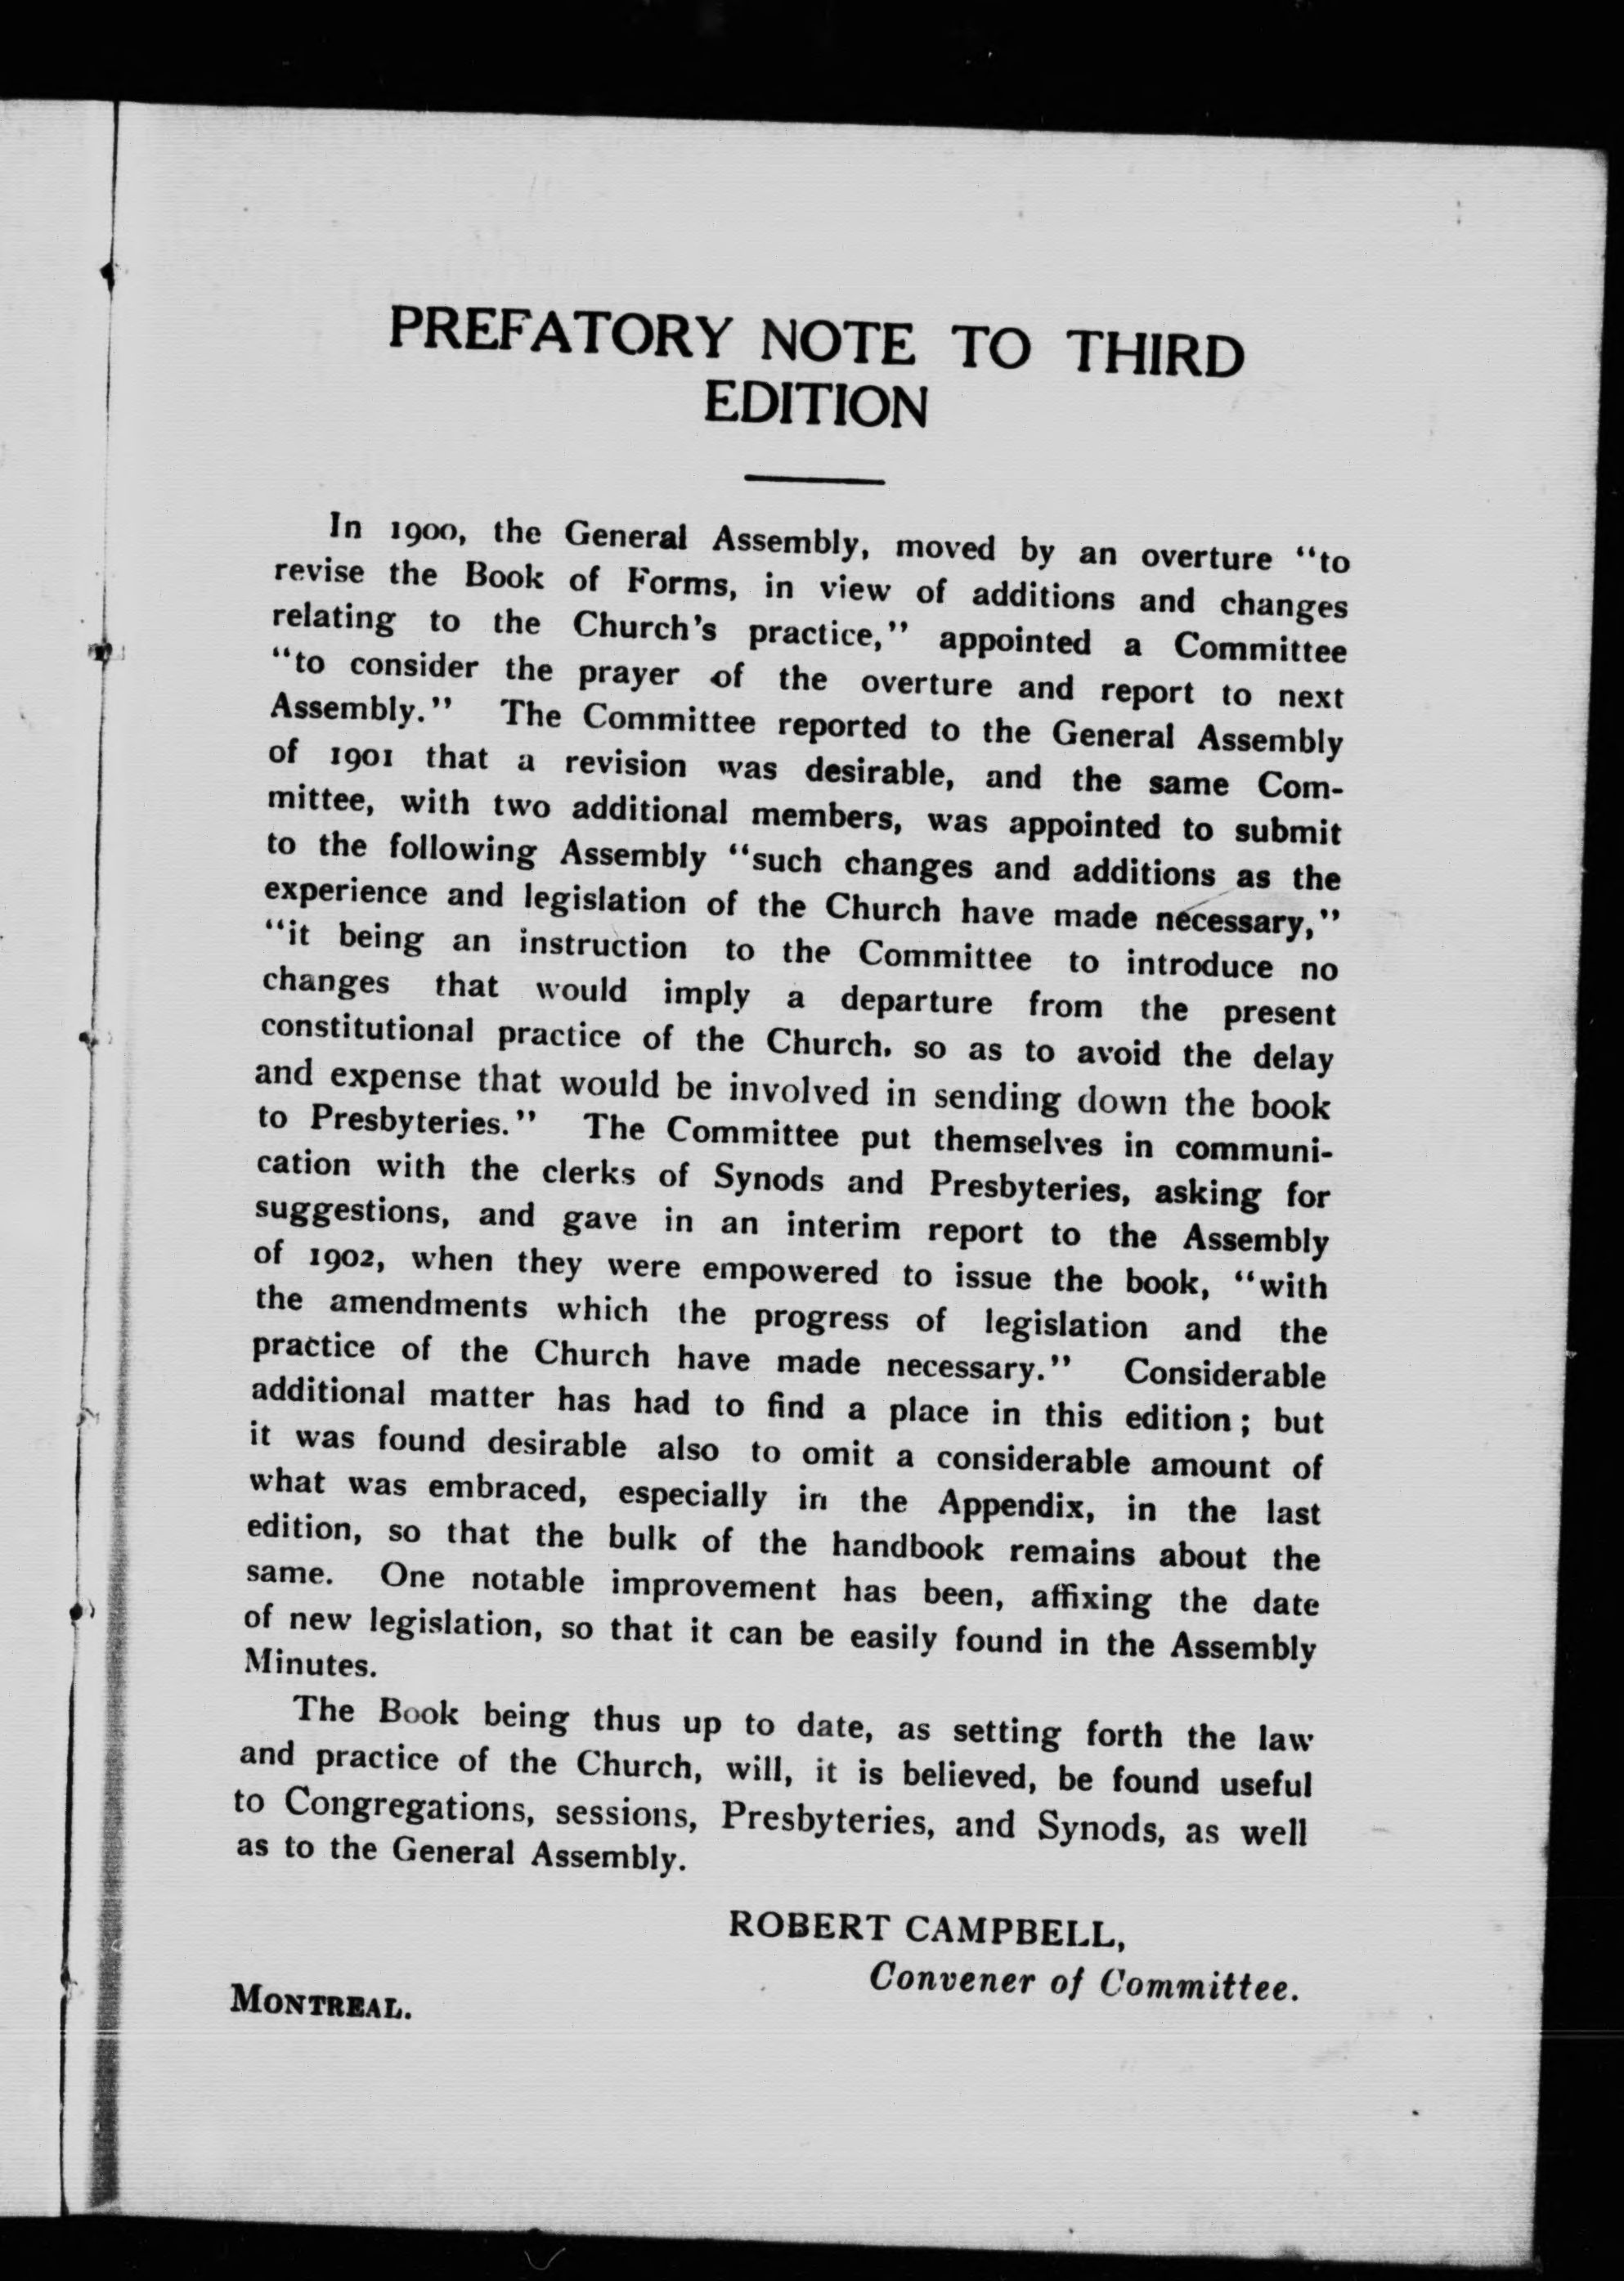 PREFATORY NOTE TO THIRD
EDITION
In 1900, the General Assembly, moved by an overture "to
revise the Book of Forms, in view of additions and changes
relating to the Church's practice," appointed a Committee
"to consider the prayer of the overture and report to next
Assembly." The Committee reported to the General Assembly
of 1901 that a revision was desirable, and the same Com-
mittee, with two additional members, was appointed to submit
to the following Assembly "such changes and additions as the
experience and legislation of the Church have made necessary,"
"it being an instruction to the Committee to introduce no
changes that would imply a departure from the present
constitutional practice of the Church, so as to avoid the delay
and expense that would be involved in sending down the book
to Presbyteries." The Committee put themselves in communi-
cation with the clerks of Synods and Presbyteries, asking for
suggestions, and gave in an interim report to the Assembly
of 1902, when they were empowered to issue the book, "with
the amendments which the progress of legislation and the
practice of the Church have made necessary." Considerable
additional matter has had to find a place in this edition; but
it was found desirable also to omit a considerable amount of
what was embraced, especially in the Appendix, in the last
edition, so that the bulk of the handbook remains about the
same. One notable improvement has been, affixing the date
of new legislation, so that it can be easily found in the Assembly
Minutes.
The Book being thus up to date, as setting forth the law
and practice of the Church, will, it is believed, be found useful
to Congregations, sessions, Presbyteries, and Synods, as well
as to the General Assembly.
ROBERT CAMPBELL,
Convener of Committee.
MONTREAL.